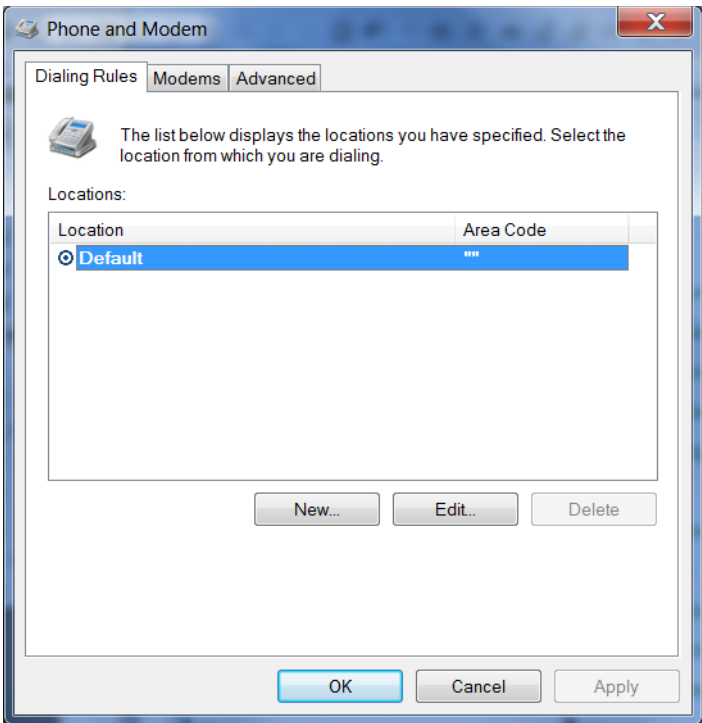 Phone and Modem
Dialing Rules Modems Advanced
The list below displays the locations you have specified. Select the
location from which you are dialing.
Locations:
Location Area Code
Default ""
New... Edit... Delete
OK Cancel Apply